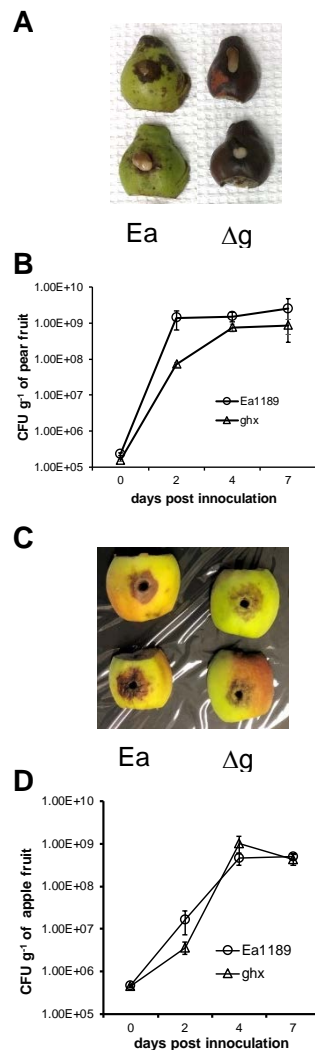 A
Ea Δg
B
CFU g-1 of pear fruit
1.00E+10
1.00E+09
1.00E+08
1.00E+07
1.00E+06
1.00E+05
Ea1189
ghx
0 2 4 7
days post innoculation
C
Ea Δg
D
CFU g-1 of apple fruit
1.00E+10
1.00E+09
1.00E+08
1.00E+07
1.00E+06
1.00E+05
Ea1189
ghx
0 2 4 7
days post innoculation